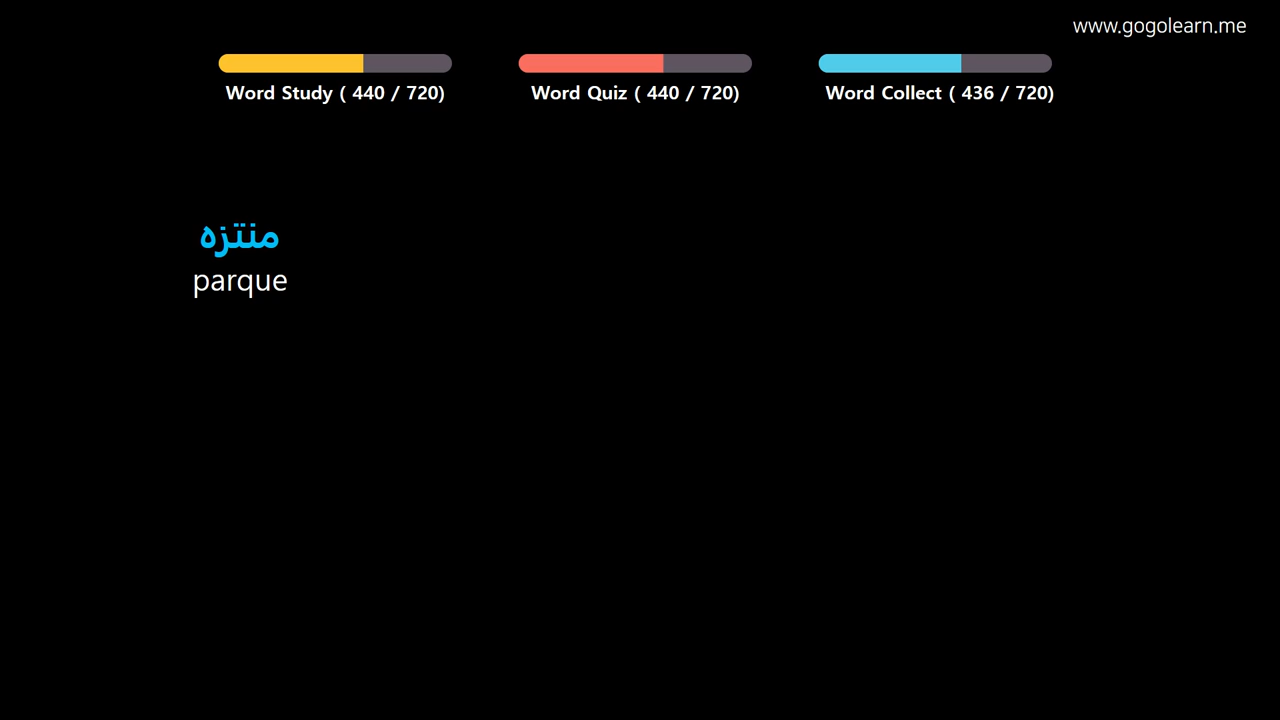 www.gogolearn.me
Word Study ( 440 / 720)
Word Quiz ( 440 / 720)
Word Collect ( 436 / 720)
منتزه
parque